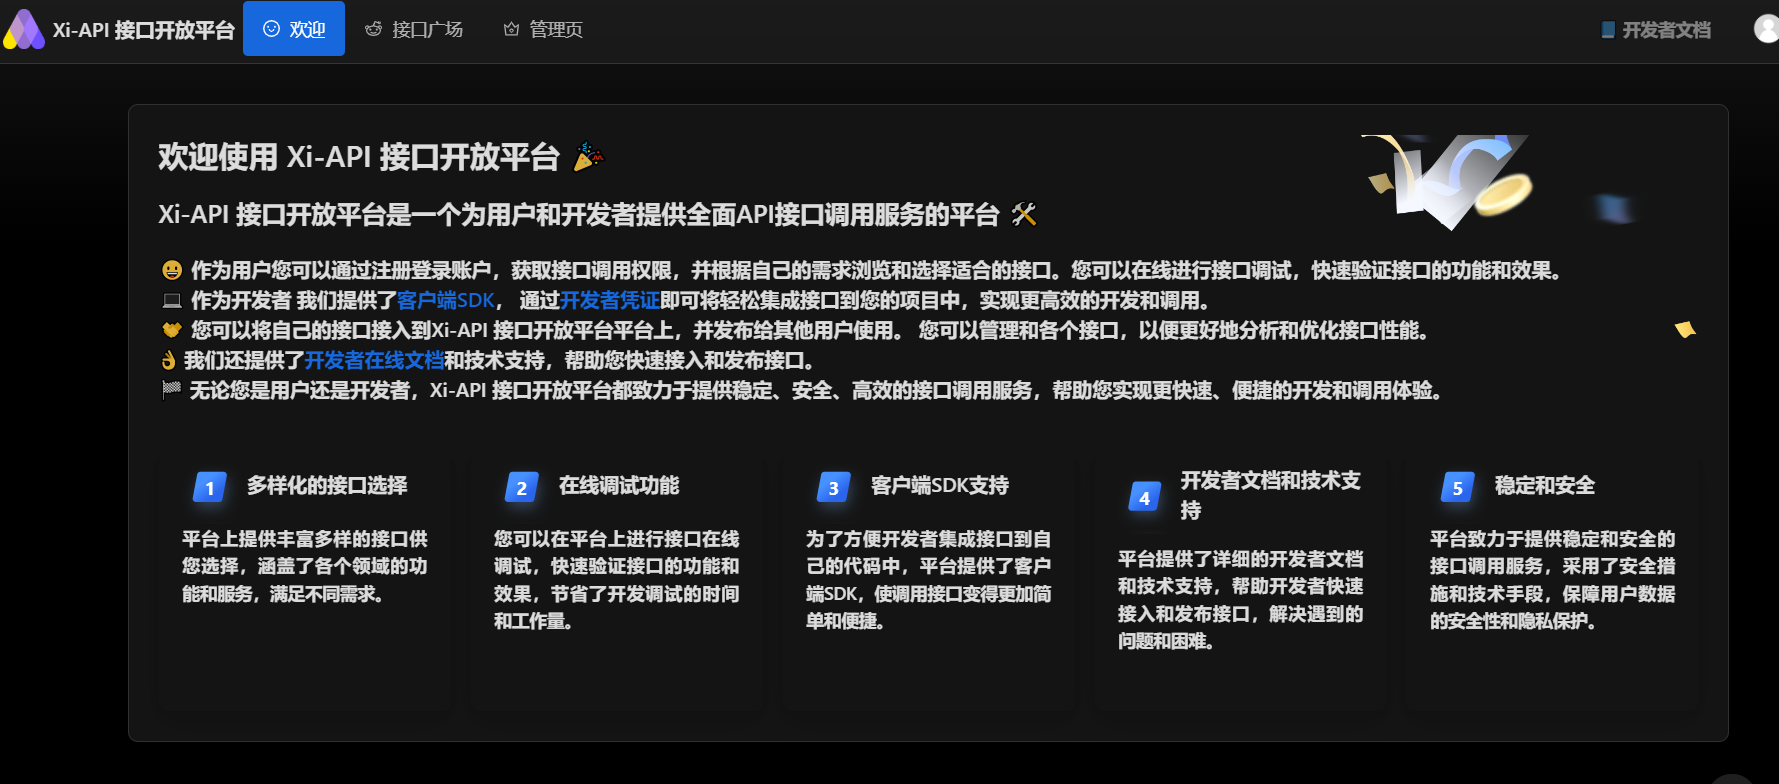 Xi-API 接口开放平台 欢迎 接口广场 管理页 开发者文档
欢迎使用 Xi-API 接口开放平台 🎉
Xi-API 接口开放平台是一个为用户和开发者提供全面API接口调用服务的平台 🛠
😀 作为用户您可以通过注册登录账户，获取接口调用权限，并根据自己的需求浏览和选择适合的接口。您可以在线进行接口调试，快速验证接口的功能和效果。
💻 作为开发者 我们提供了客户端SDK， 通过开发者凭证即可将轻松集成接口到您的项目中，实现更高效的开发和调用。
🤝 您可以将自己的接口接入到Xi-API 接口开放平台平台上，并发布给其他用户使用。 您可以管理和各个接口，以便更好地分析和优化接口性能。
👌 我们还提供了开发者在线文档和技术支持，帮助您快速接入和发布接口。
🏁 无论您是用户还是开发者，Xi-API 接口开放平台都致力于提供稳定、安全、高效的接口调用服务，帮助您实现更快速、便捷的开发和调用体验。
1 多样化的接口选择
平台上提供丰富多样的接口供
您选择，涵盖了各个领域的功
能和服务，满足不同需求。
2 在线调试功能
您可以在平台上进行接口在线
调试，快速验证接口的功能和
效果，节省了开发调试的时间
和工作量。
3 客户端SDK支持
为了方便开发者集成接口到自
己的代码中，平台提供了客户
端SDK，使调用接口变得更加简
单和便捷。
4 开发者文档和技术支
持
平台提供了详细的开发者文档
和技术支持，帮助开发者快速
接入和发布接口，解决遇到的
问题和困难。
5 稳定和安全
平台致力于提供稳定和安全的
接口调用服务，采用了安全措
施和技术手段，保障用户数据
的安全性和隐私保护。